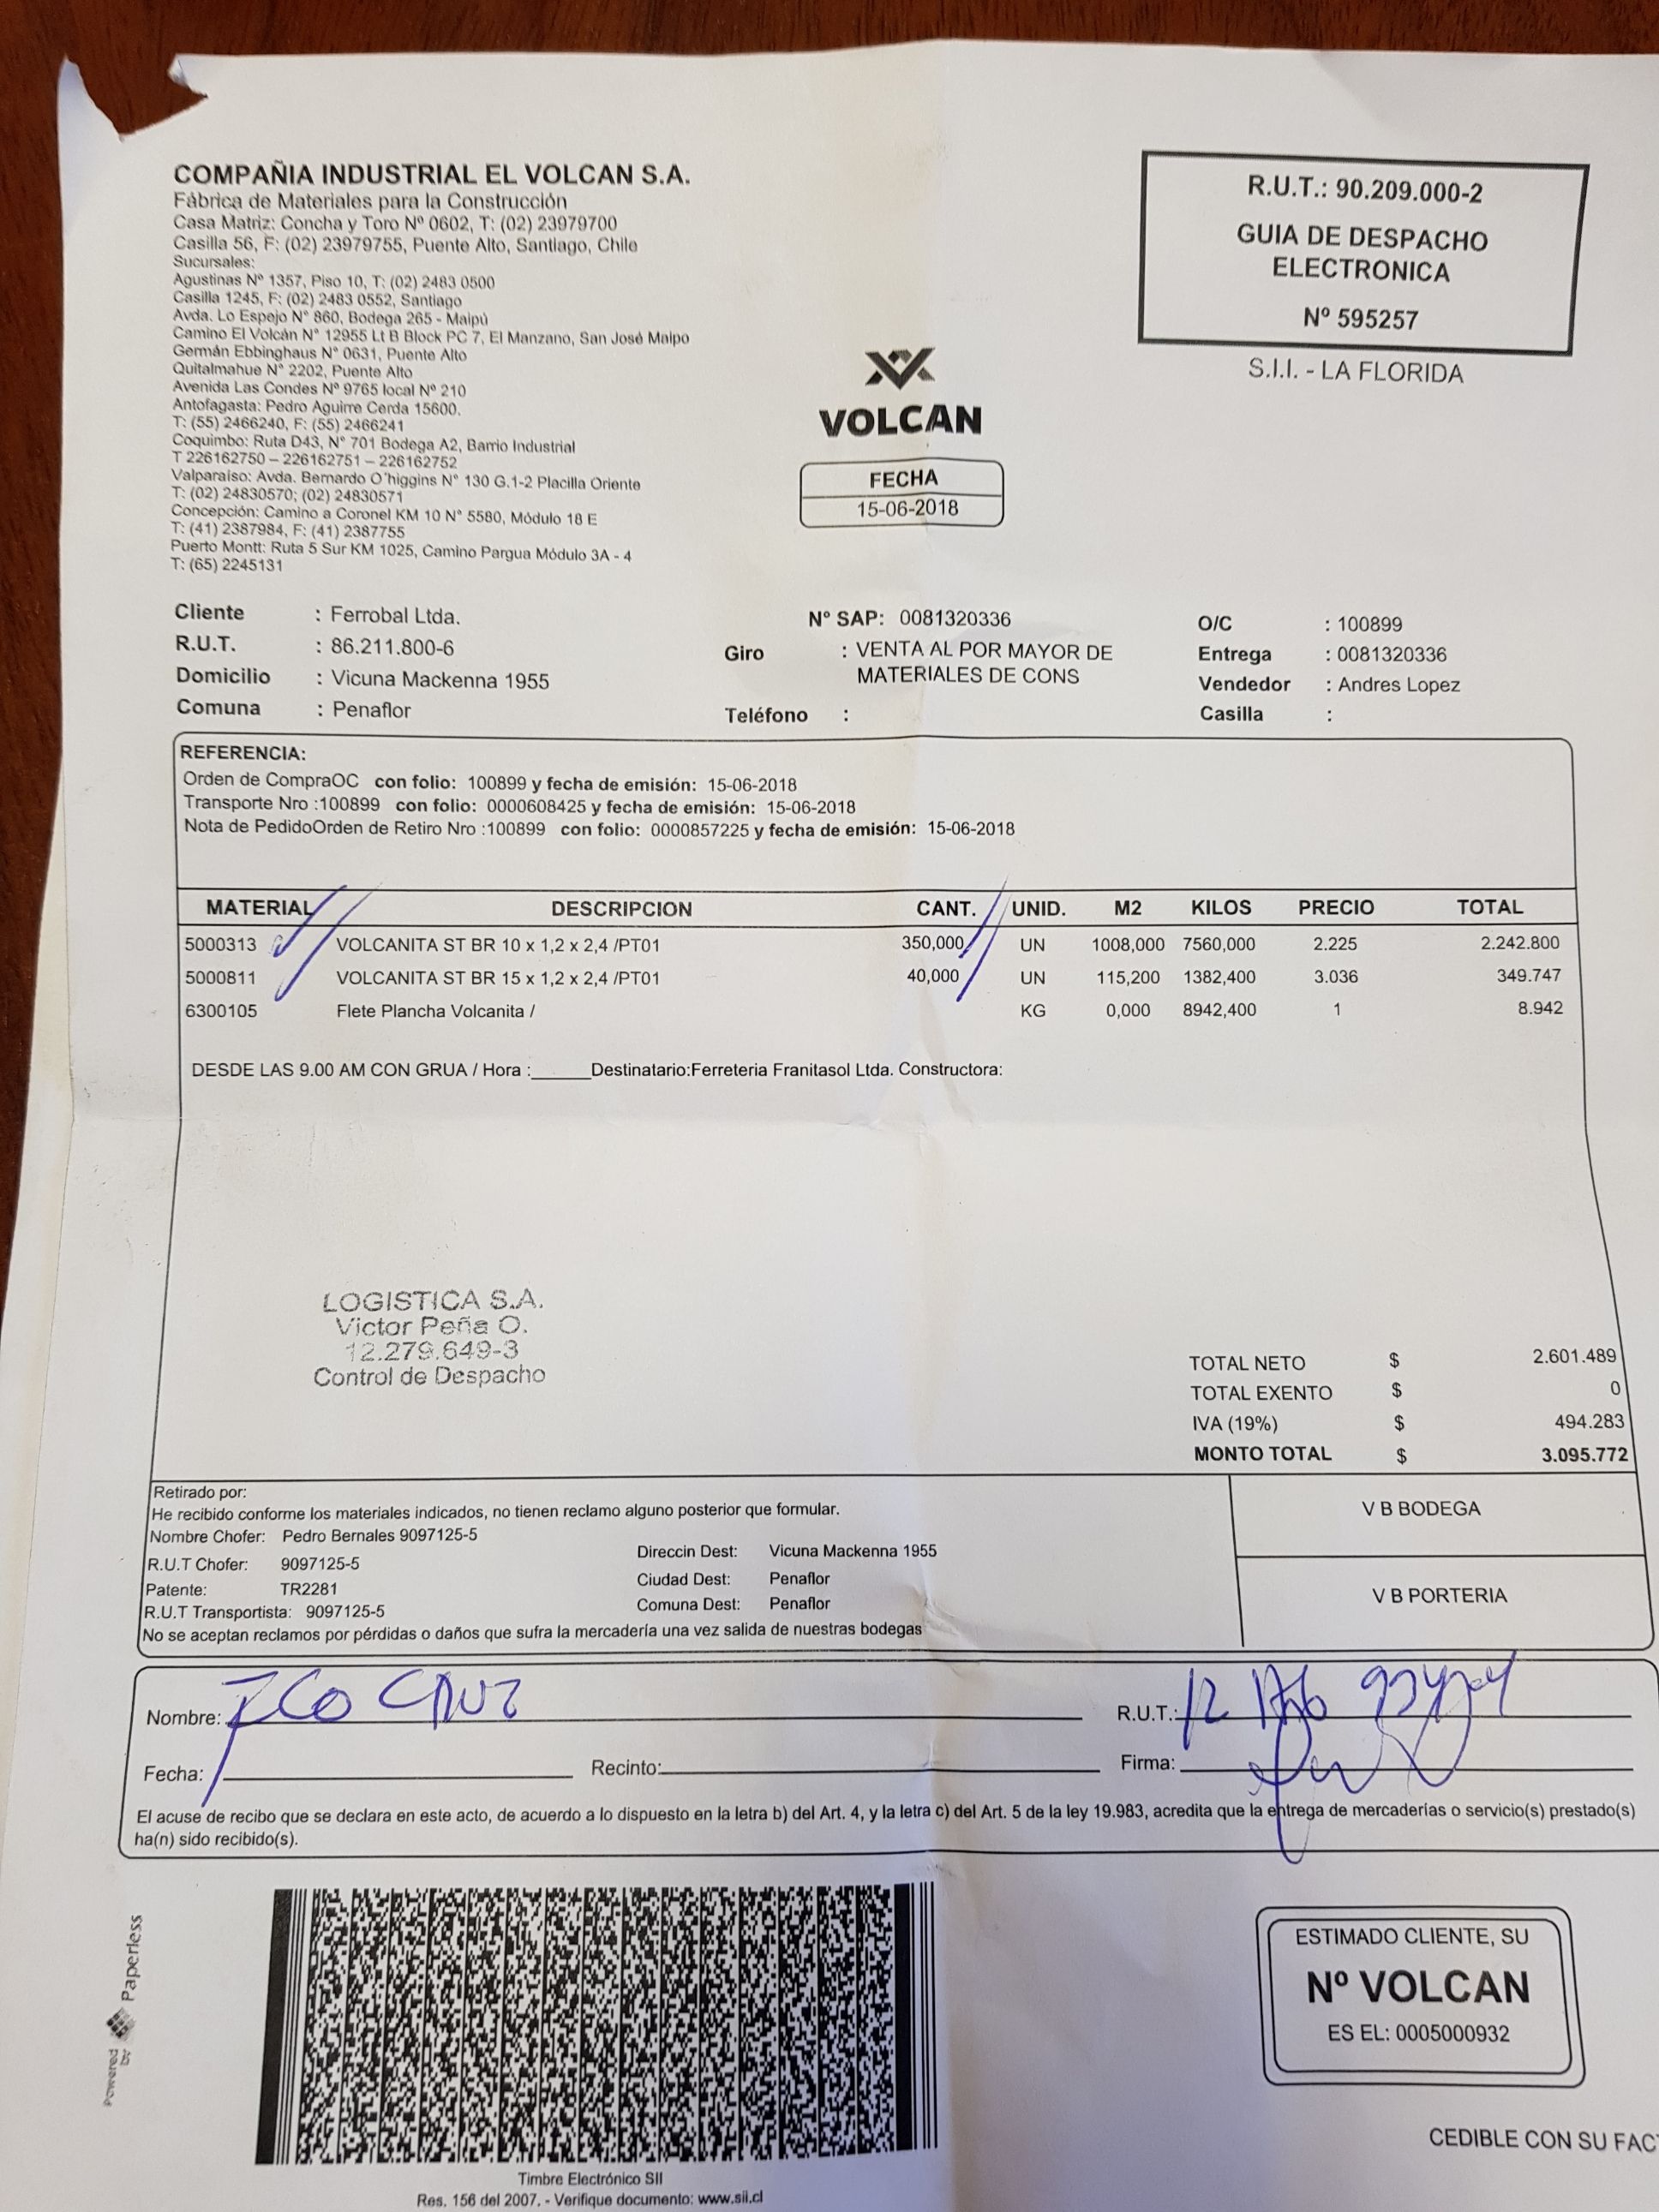 COMPAÑIA INDUSTRIAL EL VOLCAN S.A.
Fábrica de Materiales para la Construcción
Casa Matriz: Concha y Toro Nº 0602, T: (02) 23979700
Casilla 56, F: (02) 23979755, Puente Alto, Santiago, Chile
Sucursales:
Agustinas Nº 1357, Piso 10, T: (02) 2483 0500
Casilla 1245, F: (02) 2483 0552, Santiago
Avda. Lo Espejo N° 860, Bodega 265 - Maipú
Camino El Volcán N° 12955 Lt B Block PC 7, El Manzano, San José Maipo
Germán Ebbinghaus N° 0631, Puente Alto
Quitalmahue N° 2202, Puente Alto
Avenida Las Condes Nº 9765 local Nº 210
Antofagasta: Pedro Aguirre Cerda 15600.
T: (55) 2466240, F: (55) 2466241
Coquimbo: Ruta D43, N° 701 Bodega A2, Barrio Industrial
T 226162750 – 226162751 – 226162752
Valparaíso: Avda. Bernardo O'higgins N° 130 G.1-2 Placilla Oriente
T: (02) 24830570; (02) 24830571
Concepción: Camino a Coronel KM 10 N° 5580, Módulo 18 E
T: (41) 2387984, F: (41) 2387755
Puerto Montt: Ruta 5 Sur KM 1025, Camino Pargua Módulo 3A - 4
T: (65) 2245131
R.U.T.: 90.209.000-2
GUIA DE DESPACHO
ELECTRONICA
Nº 595257
S.I.I. - LA FLORIDA
VOLCAN
FECHA
15-06-2018
Cliente : Ferrobal Ltda.
R.U.T. : 86.211.800-6
Domicilio : Vicuna Mackenna 1955
Comuna : Penaflor
Nº SAP: 0081320336
Giro : VENTA AL POR MAYOR DE
MATERIALES DE CONS
Teléfono :
O/C : 100899
Entrega : 0081320336
Vendedor : Andres Lopez
Casilla :
REFERENCIA:
Orden de CompraOC con folio: 100899 y fecha de emisión: 15-06-2018
Transporte Nro :100899 con folio: 0000608425 y fecha de emisión: 15-06-2018
Nota de PedidoOrden de Retiro Nro :100899 con folio: 0000857225 y fecha de emisión: 15-06-2018
MATERIAL DESCRIPCION CANT. UNID. M2 KILOS PRECIO TOTAL
5000313 VOLCANITA ST BR 10 x 1,2 x 2,4 /PT01 350,000 UN 1008,000 7560,000 2.225 2.242.800
5000811 VOLCANITA ST BR 15 x 1,2 x 2,4 /PT01 40,000 UN 115,200 1382,400 3.036 349.747
6300105 Flete Plancha Volcanita / KG 0,000 8942,400 1 8.942
DESDE LAS 9.00 AM CON GRUA / Hora :______Destinatario:Ferreteria Franitasol Ltda. Constructora:
LOGISTICA S.A.
Victor Peña O.
12.279.649-3
Control de Despacho
TOTAL NETO $ 2.601.489
TOTAL EXENTO $ 0
IVA (19%) $ 494.283
MONTO TOTAL $ 3.095.772
Retirado por:
He recibido conforme los materiales indicados, no tienen reclamo alguno posterior que formular.
Nombre Chofer: Pedro Bernales 9097125-5
R.U.T Chofer: 9097125-5
Patente: TR2281
R.U.T Transportista: 9097125-5
Direccin Dest: Vicuna Mackenna 1955
Ciudad Dest: Penaflor
Comuna Dest: Penaflor
No se aceptan reclamos por pérdidas o daños que sufra la mercadería una vez salida de nuestras bodegas
V B BODEGA
V B PORTERIA
Nombre: FCO CRUZ
R.U.T.: 12
Fecha:
Recinto:
Firma:
El acuse de recibo que se declara en este acto, de acuerdo a lo dispuesto en la letra b) del Art. 4, y la letra c) del Art. 5 de la ley 19.983, acredita que la entrega de mercaderías o servicio(s) prestado(s)
ha(n) sido recibido(s).
Powered by Paperless
Timbre Electrónico SII
Res. 156 del 2007. - Verifique documento: www.sii.cl
ESTIMADO CLIENTE, SU
Nº VOLCAN
ES EL: 0005000932
CEDIBLE CON SU FAC